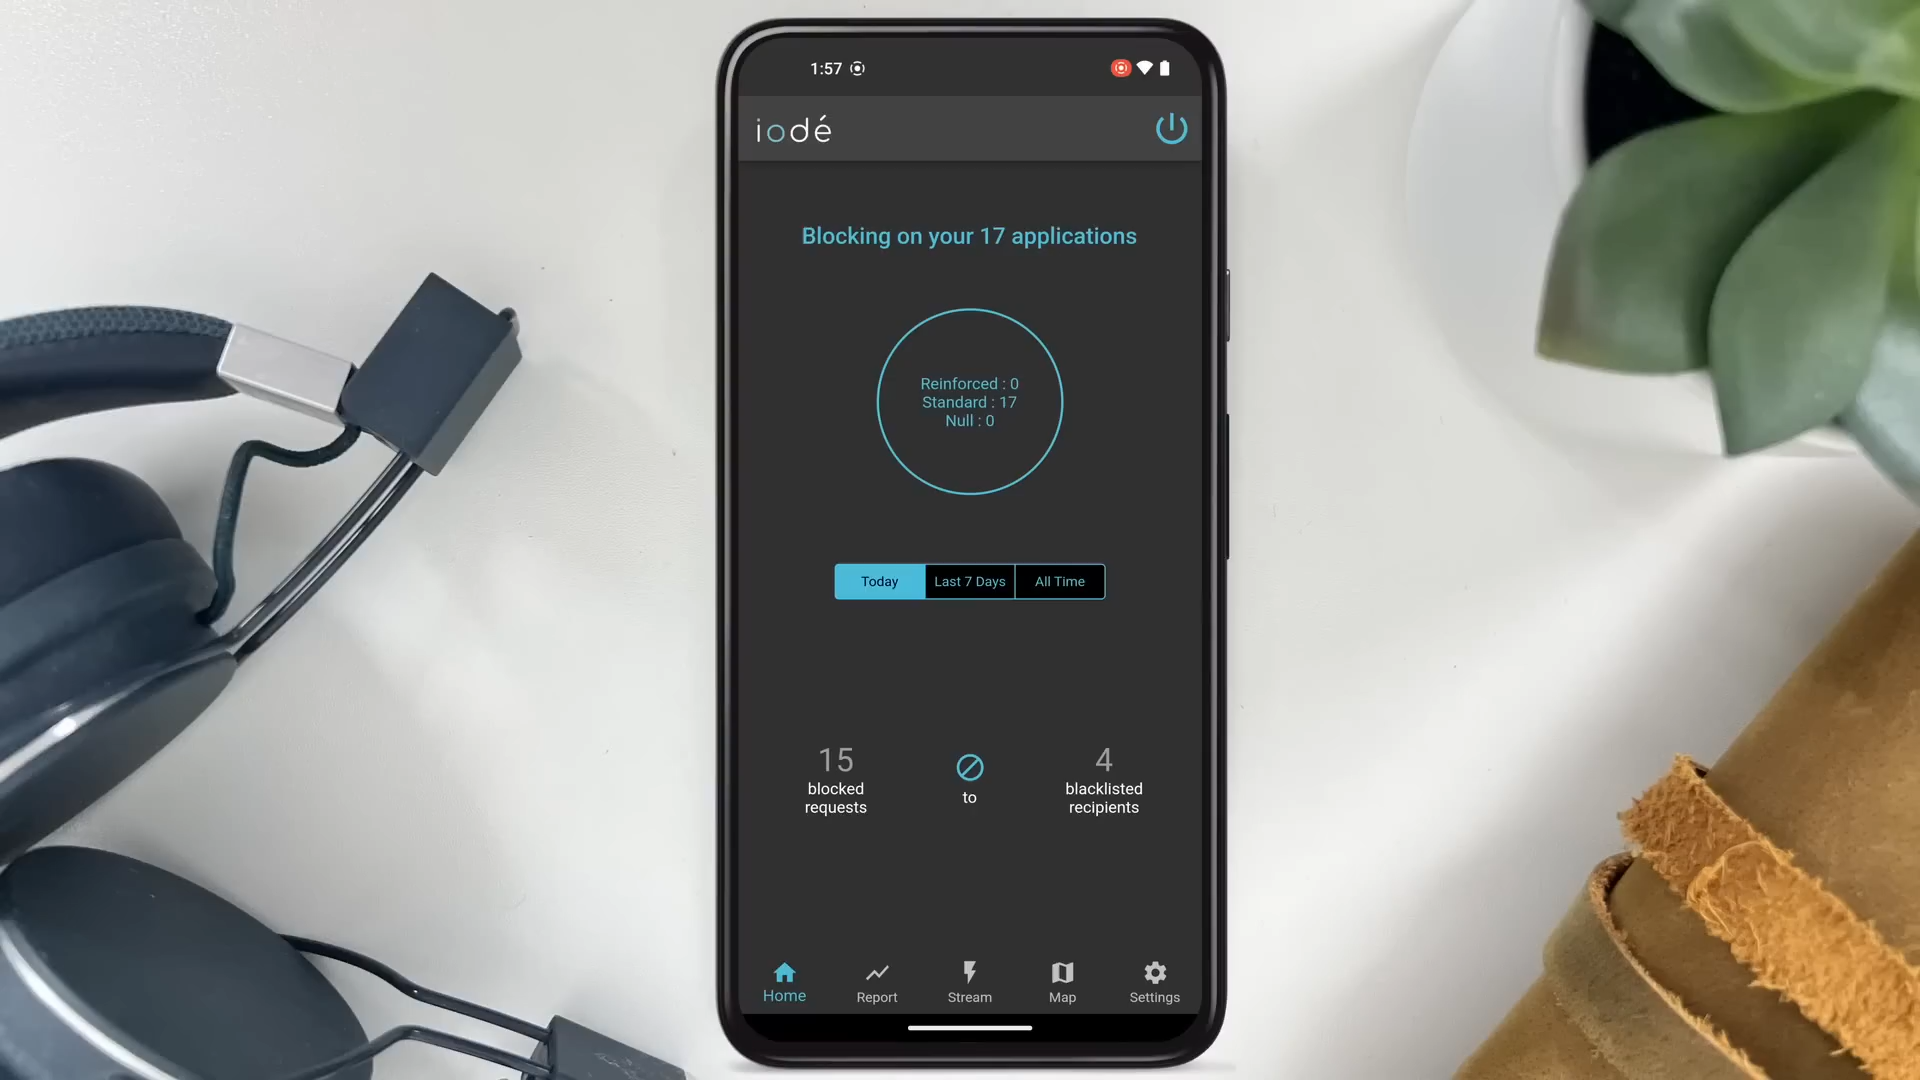 1:57
iodé
Blocking on your 17 applications
Reinforced : 0
Standard : 17
Null : 0
Today
Last 7 Days
All Time
15
blocked
requests
to
4
blacklisted
recipients
Home
Report
Stream
Map
Settings